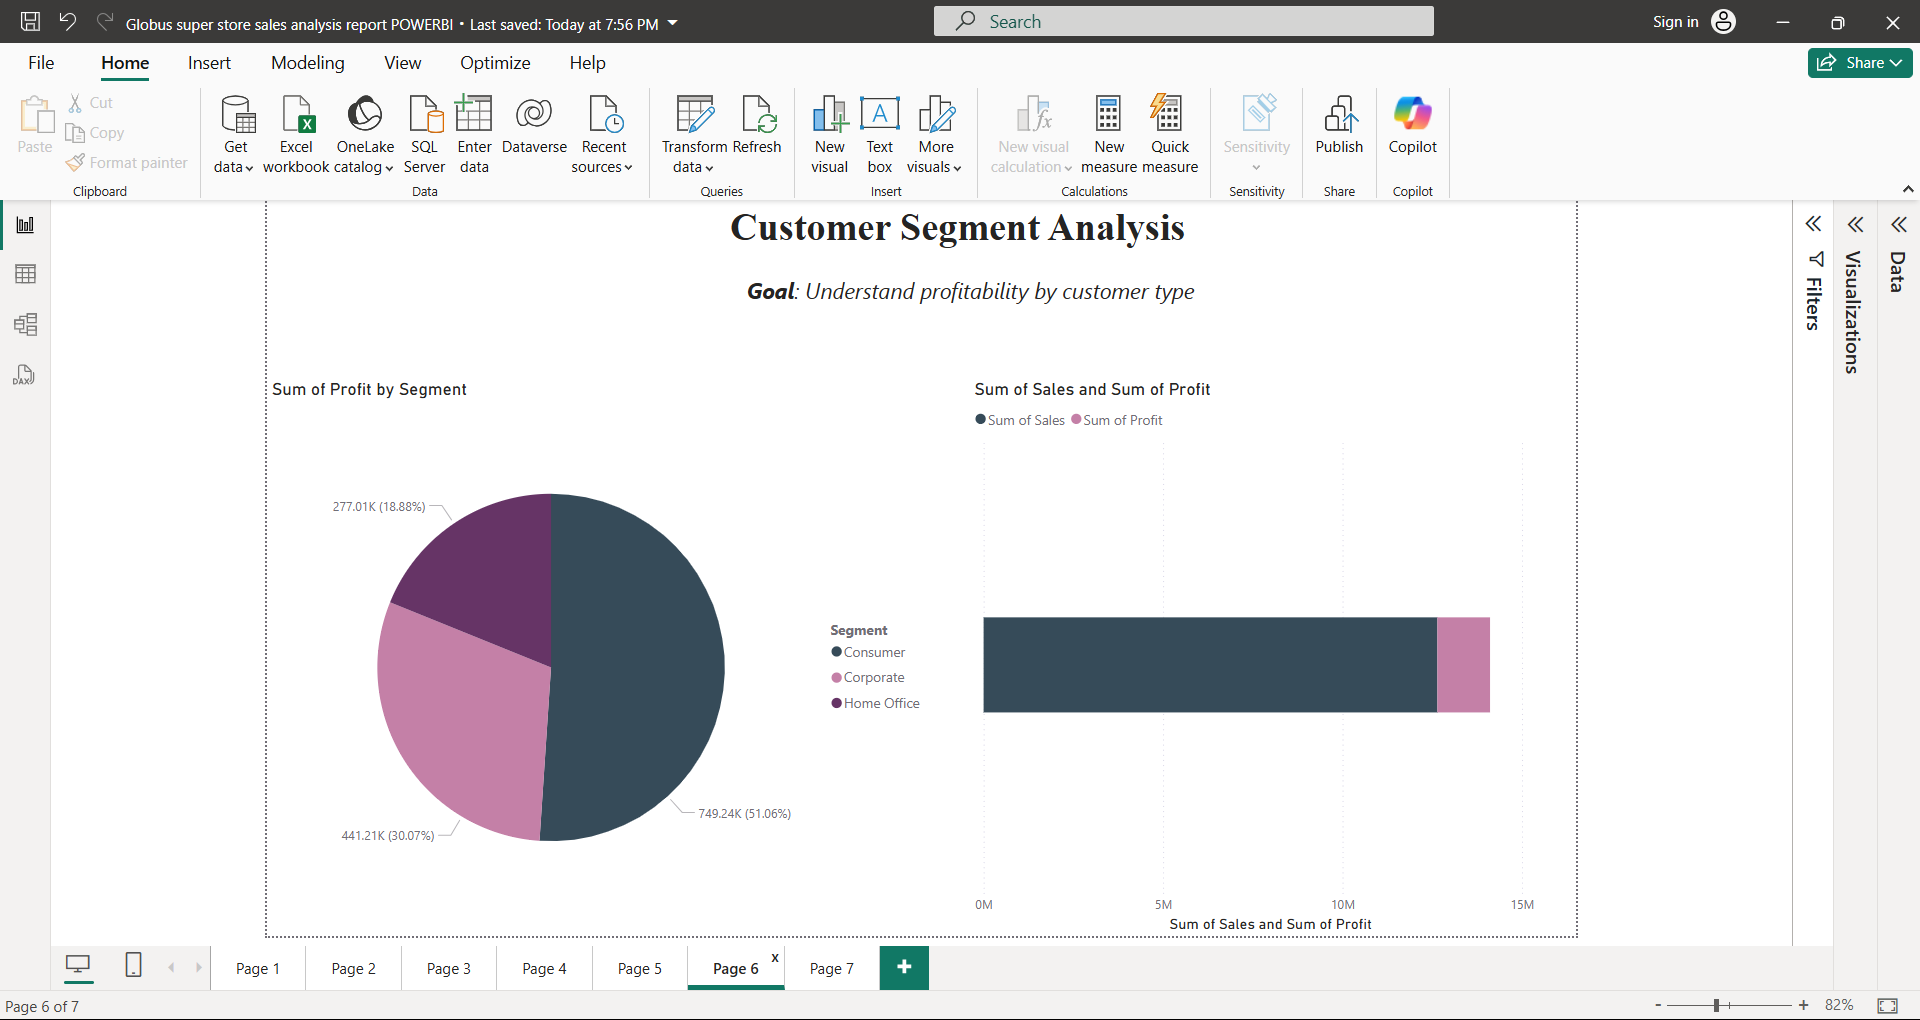 Globus super store sales analysis report POWERBI • Last saved: Today at 7:56 PM
Search
Sign in
File Home Insert Modeling View Optimize Help
Share
Paste
Cut
Copy
Format painter
Clipboard
Get data
Excel workbook
OneLake catalog
SQL Server
Enter data
Dataverse
Recent sources
Data
Transform data
Refresh
Queries
New visual
Text box
More visuals
Insert
New visual calculation
New measure
Quick measure
Calculations
Sensitivity
Sensitivity
Publish
Share
Copilot
Copilot
DAX
Customer Segment Analysis
Goal: Understand profitability by customer type
Sum of Profit by Segment
277.01K (18.88%)
441.21K (30.07%)
749.24K (51.06%)
Segment
Consumer
Corporate
Home Office
Sum of Sales and Sum of Profit
Sum of Sales Sum of Profit
0M 5M 10M 15M
Sum of Sales and Sum of Profit
Filters
Visualizations
Data
Page 1 Page 2 Page 3 Page 4 Page 5 Page 6 x Page 7 +
Page 6 of 7
- + 82%